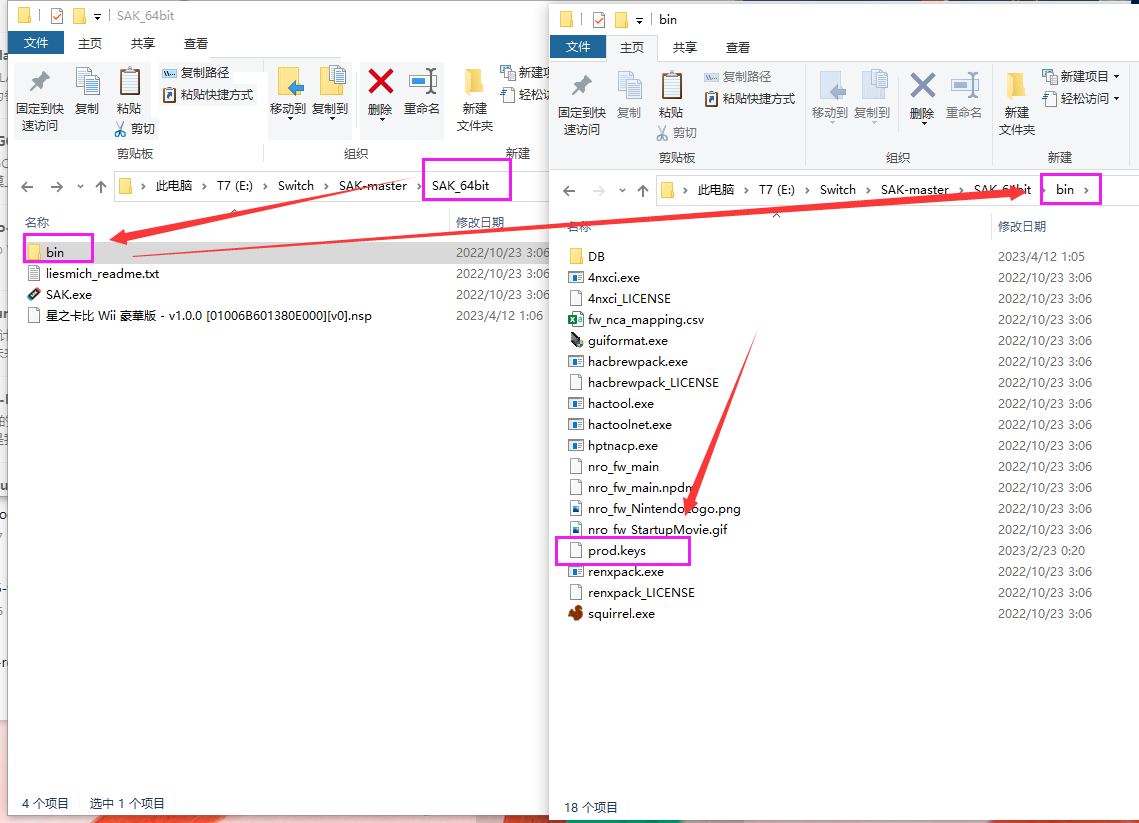 SAK_64bit
文件 主页 共享 查看
固定到快速访问
复制
粘贴
复制路径
粘贴快捷方式
剪切
剪贴板
移动到
复制到
删除
重命名
组织
新建
文件夹
新建
此电脑 > T7 (E:) > Switch > SAK-master > SAK_64bit
名称 修改日期
bin 2022/10/23 3:06
liesmich_readme.txt 2022/10/23 3:06
SAK.exe 2022/10/23 3:06
星之卡比 Wii 豪華版 - v1.0.0 [01006B601380E000][v0].nsp 2023/4/12 1:06
4 个项目 选中 1 个项目
bin
文件 主页 共享 查看
固定到快速访问
复制
粘贴
复制路径
粘贴快捷方式
剪切
剪贴板
移动到
复制到
删除
重命名
组织
新建
文件夹
新建项目
轻松访问
新建
此电脑 > T7 (E:) > Switch > SAK-master > SAK_64bit > bin >
名称 修改日期
DB 2023/4/12 1:05
4nxci.exe 2022/10/23 3:06
4nxci_LICENSE 2022/10/23 3:06
fw_nca_mapping.csv 2022/10/23 3:06
guiformat.exe 2022/10/23 3:06
hacbrewpack.exe 2022/10/23 3:06
hacbrewpack_LICENSE 2022/10/23 3:06
hactool.exe 2022/10/23 3:06
hactoolnet.exe 2022/10/23 3:06
hptnacp.exe 2022/10/23 3:06
nro_fw_main 2022/10/23 3:06
nro_fw_main.npdm 2022/10/23 3:06
nro_fw_NintendoLogo.png 2022/10/23 3:06
nro_fw_StartupMovie.gif 2022/10/23 3:06
prod.keys 2023/2/23 0:20
renxpack.exe 2022/10/23 3:06
renxpack_LICENSE 2022/10/23 3:06
squirrel.exe 2022/10/23 3:06
18 个项目